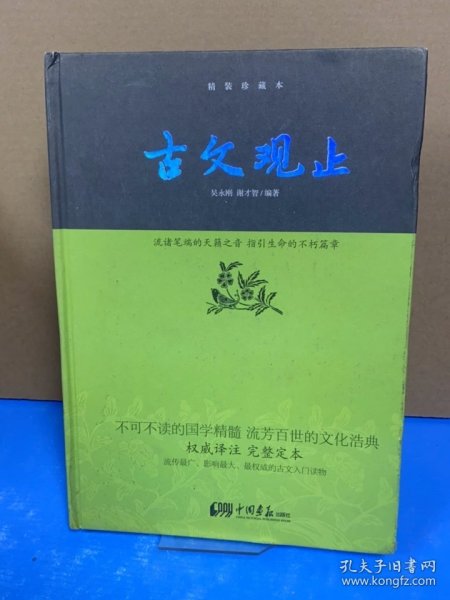 精装珍藏本
古文观止
吴永刚 谢才智/编著
流诸笔端的天籁之音 指引生命的不朽篇章
不可不读的国学精髓 流芳百世的文化浩典
权威译注 完整定本
流传最广、影响最大、最权威的古文入门读物
中国画报出版社
孔夫子旧书网
www.kongfz.com